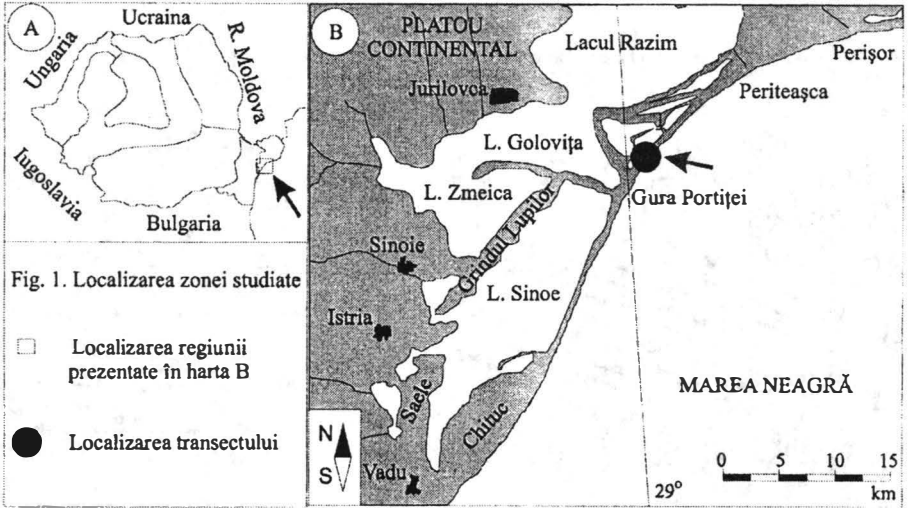 A
Ucraina
Ungaria
R. Moldova
Iugoslavia
Bulgaria
Fig. 1. Localizarea zonei studiate
Localizarea regiunii
prezentate în harta B
Localizarea transectului
B
PLATOU
CONTINENTAL
Lacul Razim
Perişor
Jurilovca
Periteaşca
L. Goloviţa
L. Zmeica
Gura Portiţei
Grindul Lupilor
Sinoie
L. Sinoe
Istria
MAREA NEAGRĂ
Saele
Chituc
N
S
Vadu
29°
0 5 10 15
km